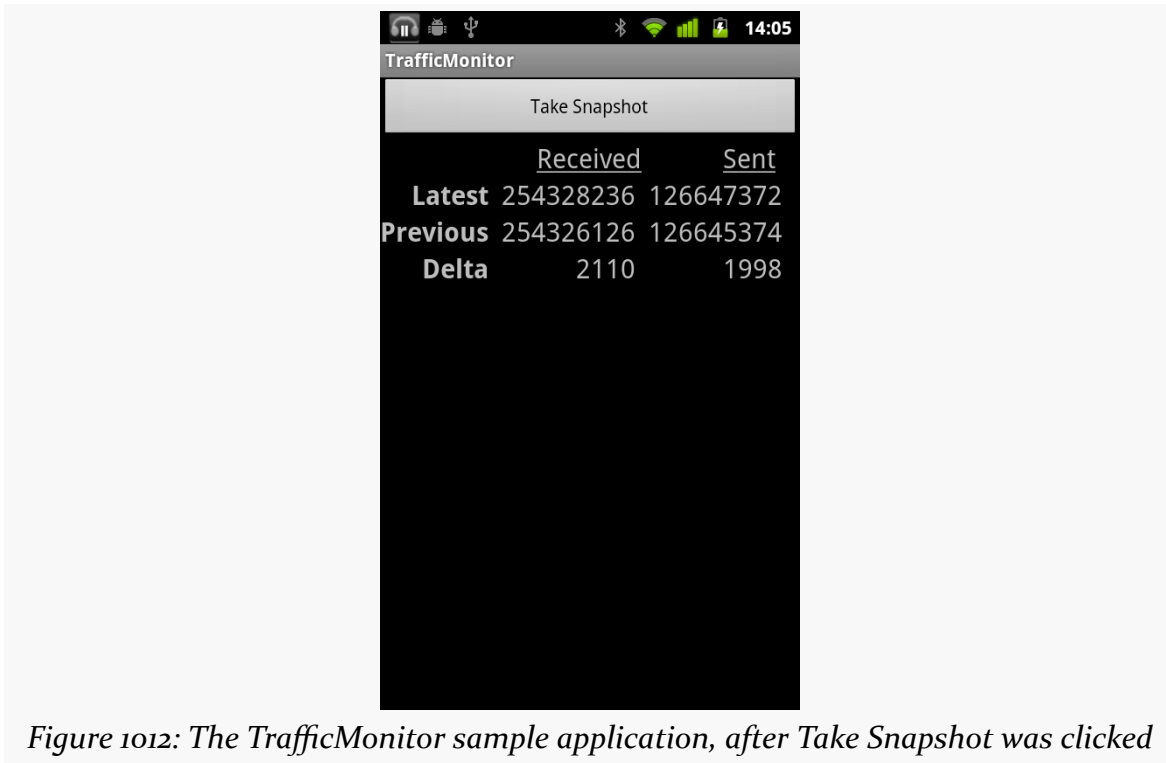 14:05
TrafficMonitor
Take Snapshot
Received Sent
Latest 254328236 126647372
Previous 254326126 126645374
Delta 2110 1998
Figure 1012: The TrafficMonitor sample application, after Take Snapshot was clicked